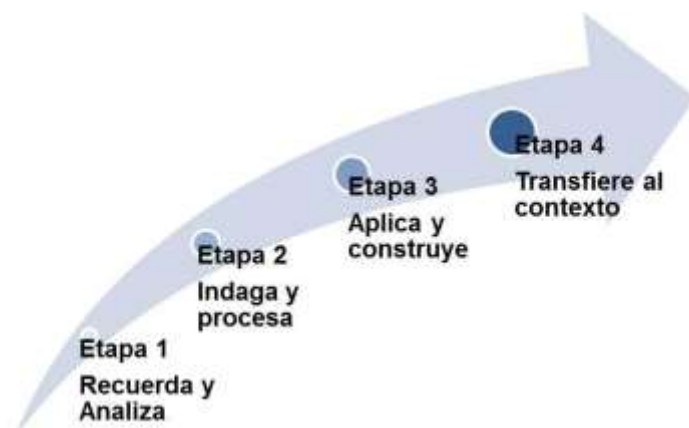 Etapa 1
Recuerda y
Analiza
Etapa 2
Indaga y
procesa
Etapa 3
Aplica y
construye
Etapa 4
Transfiere al
contexto